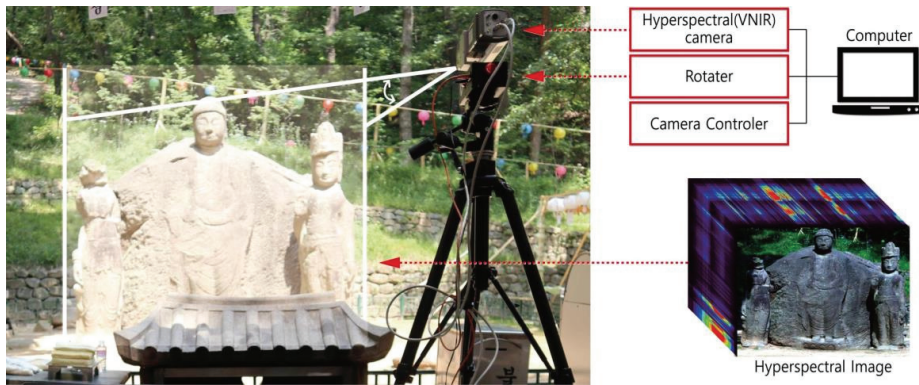 Hyperspectral(VNIR)
camera
Computer
Rotater
Camera Controler
Hyperspectral Image